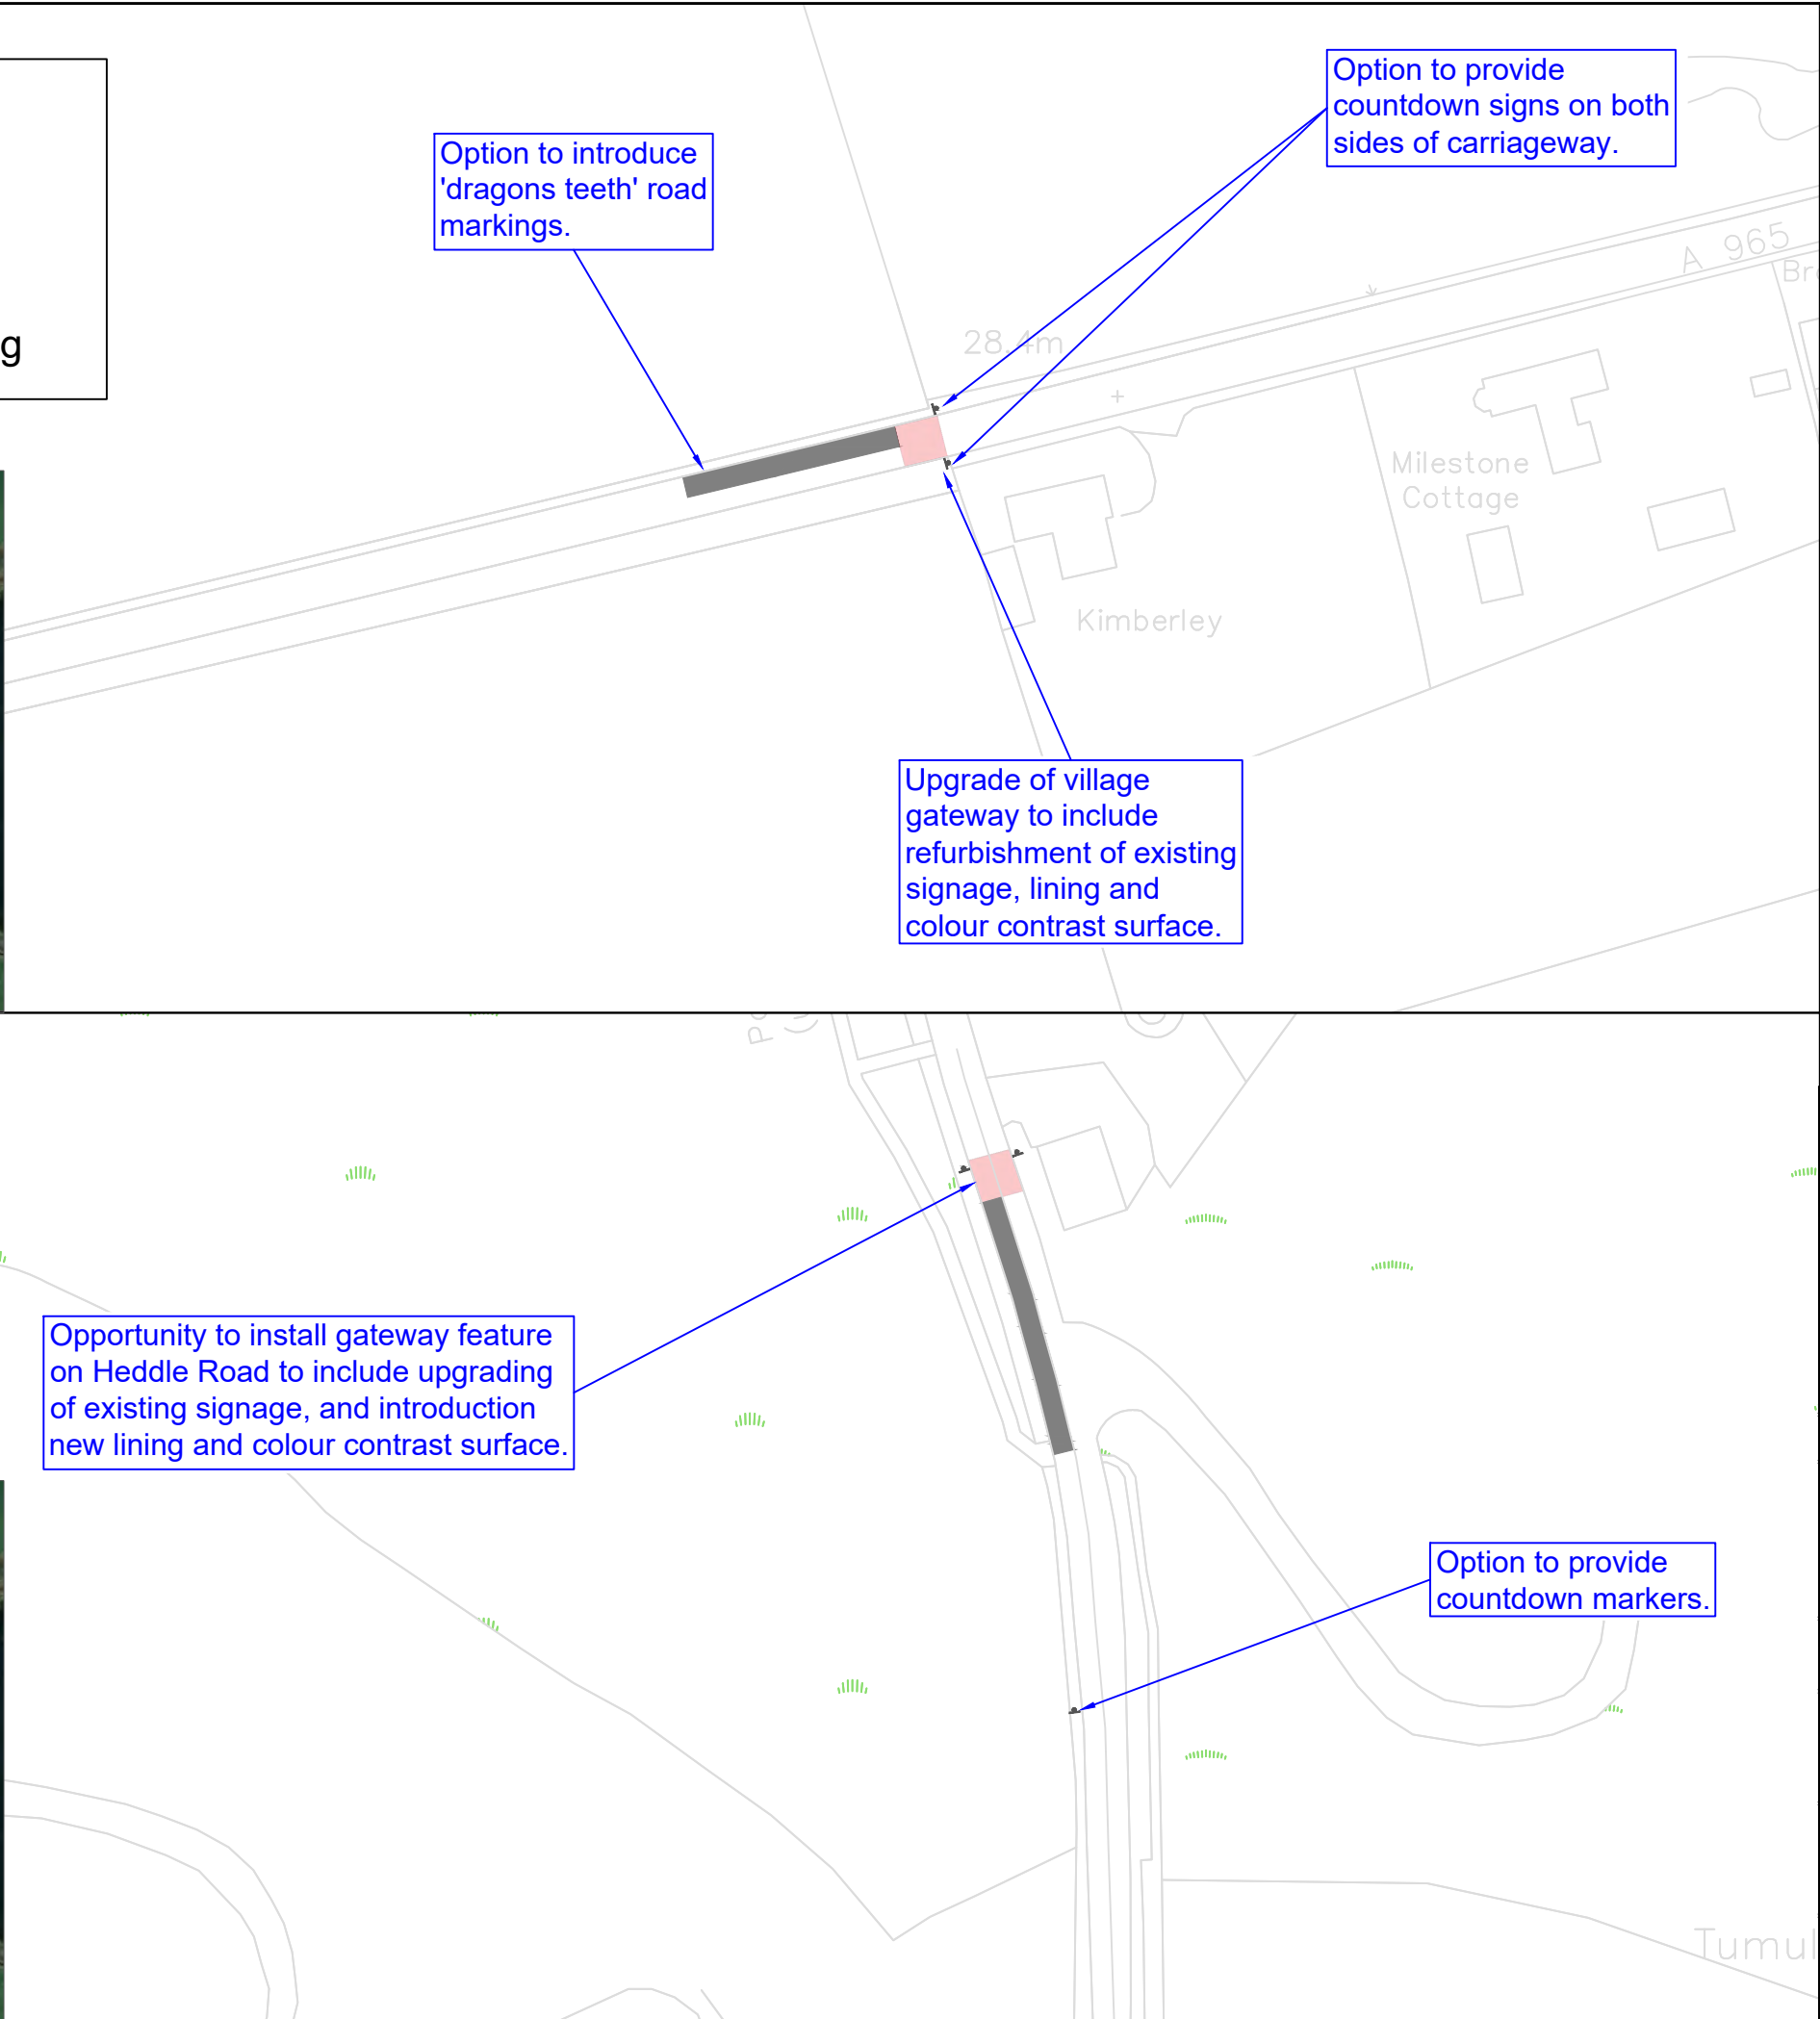 g
Option to introduce
'dragons teeth' road
markings.
Option to provide
countdown signs on both
sides of carriageway.
A 965
28.4m
Milestone
Cottage
Kimberley
Upgrade of village
gateway to include
refurbishment of existing
signage, lining and
colour contrast surface.
Opportunity to install gateway feature
on Heddle Road to include upgrading
of existing signage, and introduction
new lining and colour contrast surface.
Option to provide
countdown markers.
Tumul